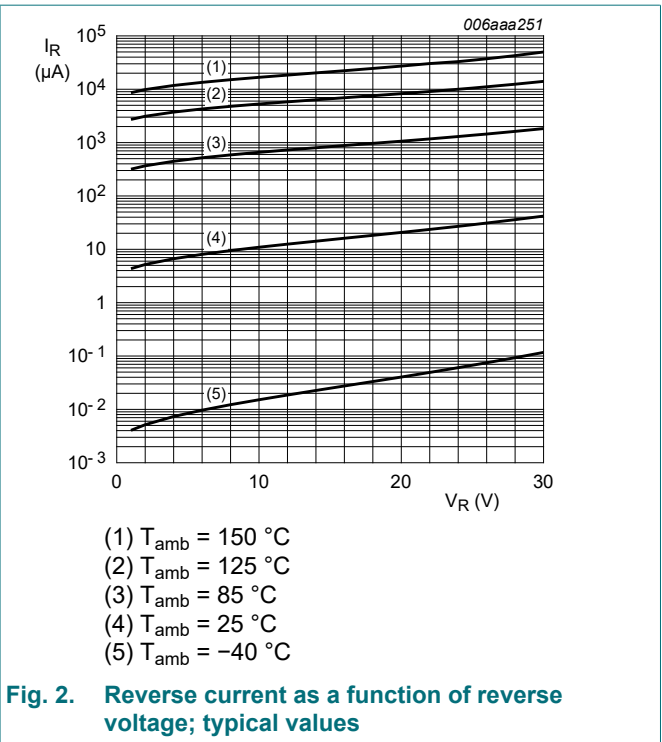 006aaa251
I_R
(μA)
10^5
10^4
10^3
10^2
10
1
10^-1
10^-2
10^-3
(1)
(2)
(3)
(4)
(5)
0 10 20 30
V_R (V)
(1) T_amb = 150 °C
(2) T_amb = 125 °C
(3) T_amb = 85 °C
(4) T_amb = 25 °C
(5) T_amb = −40 °C
Fig. 2. Reverse current as a function of reverse
voltage; typical values